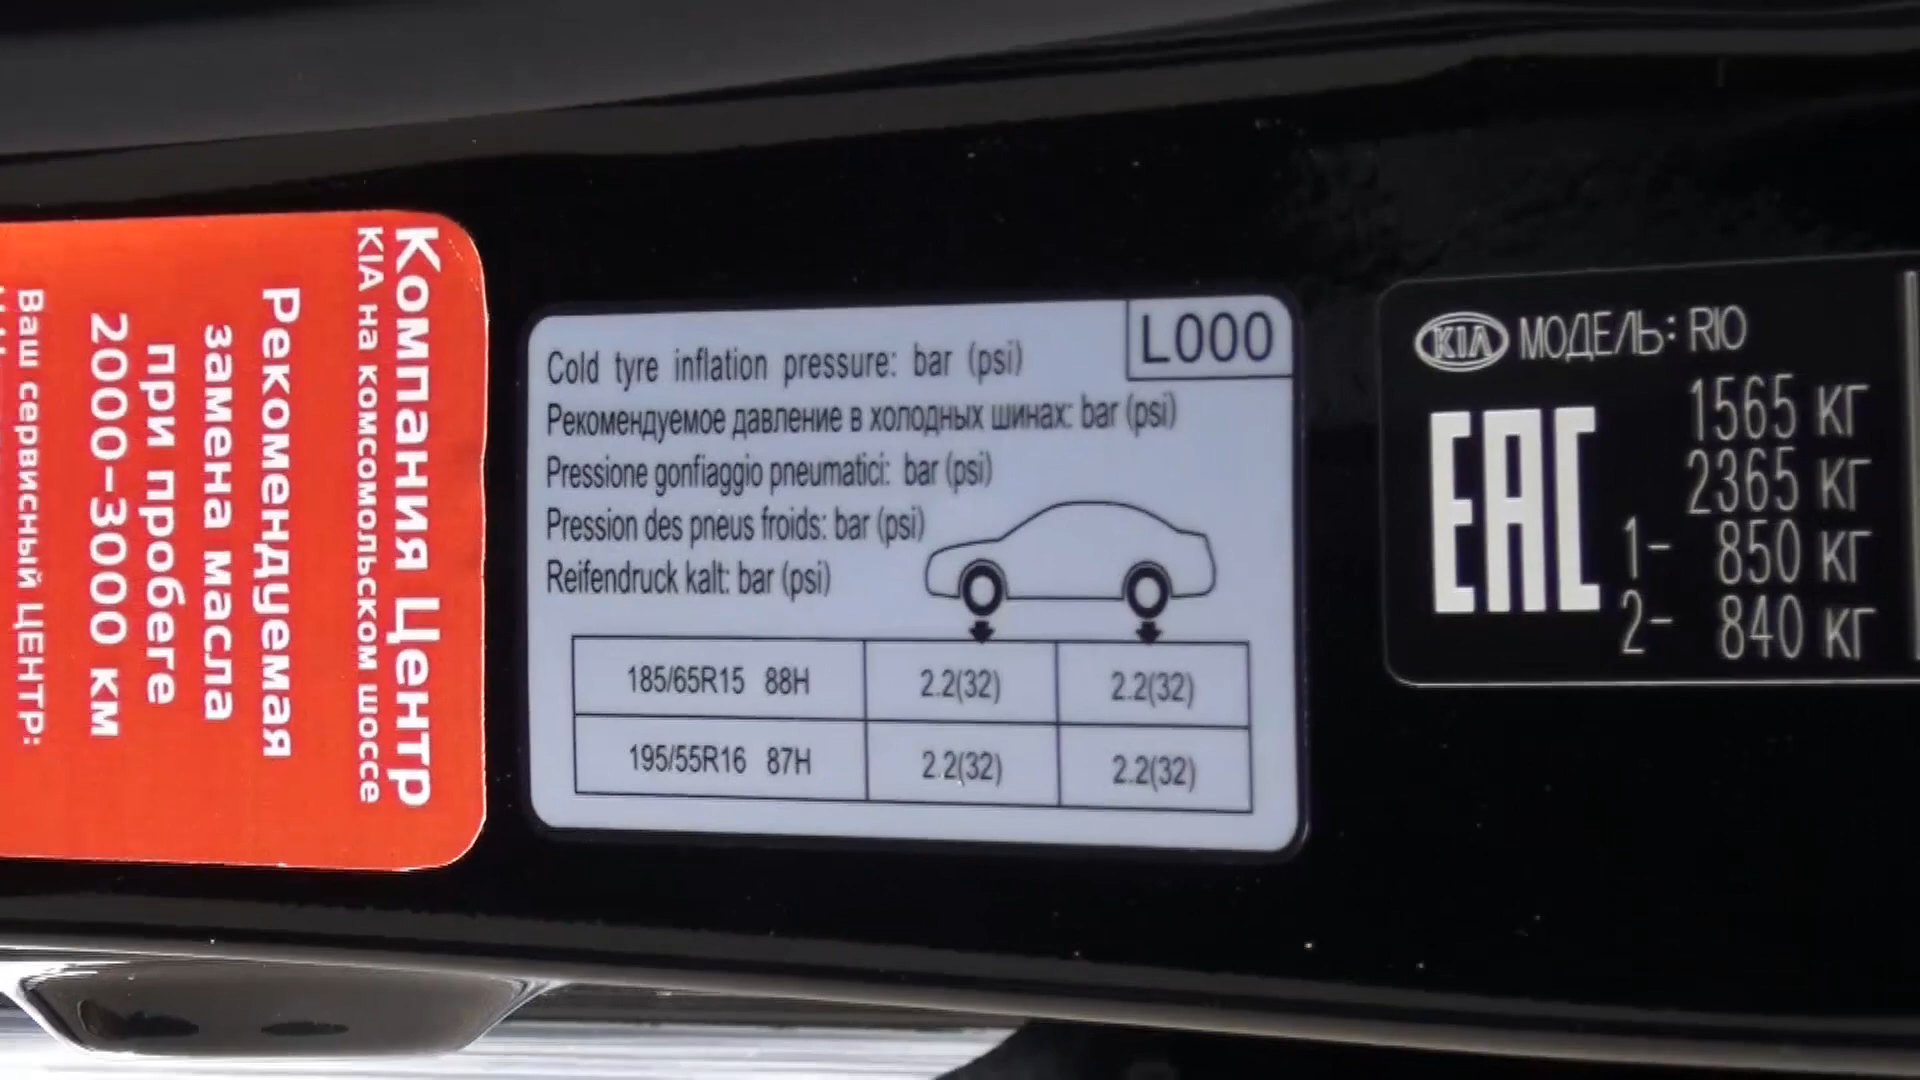 Компания Центр
KIA на комсомольском шоссе
Рекомендуемая
замена масла
при пробеге
2000-3000 км
Ваш сервисный ЦЕНТР:
L000
Cold tyre inflation pressure: bar (psi)
Рекомендуемое давление в холодных шинах: bar (psi)
Pressione gonfiaggio pneumatici: bar (psi)
Pression des pneus froids: bar (psi)
Reifendruck kalt: bar (psi)
185/65R15 88H 2.2(32) 2.2(32)
195/55R16 87H 2.2(32) 2.2(32)
KIA МОДЕЛЬ: RIO
EAC
1565 КГ
2365 КГ
1- 850 КГ
2- 840 КГ